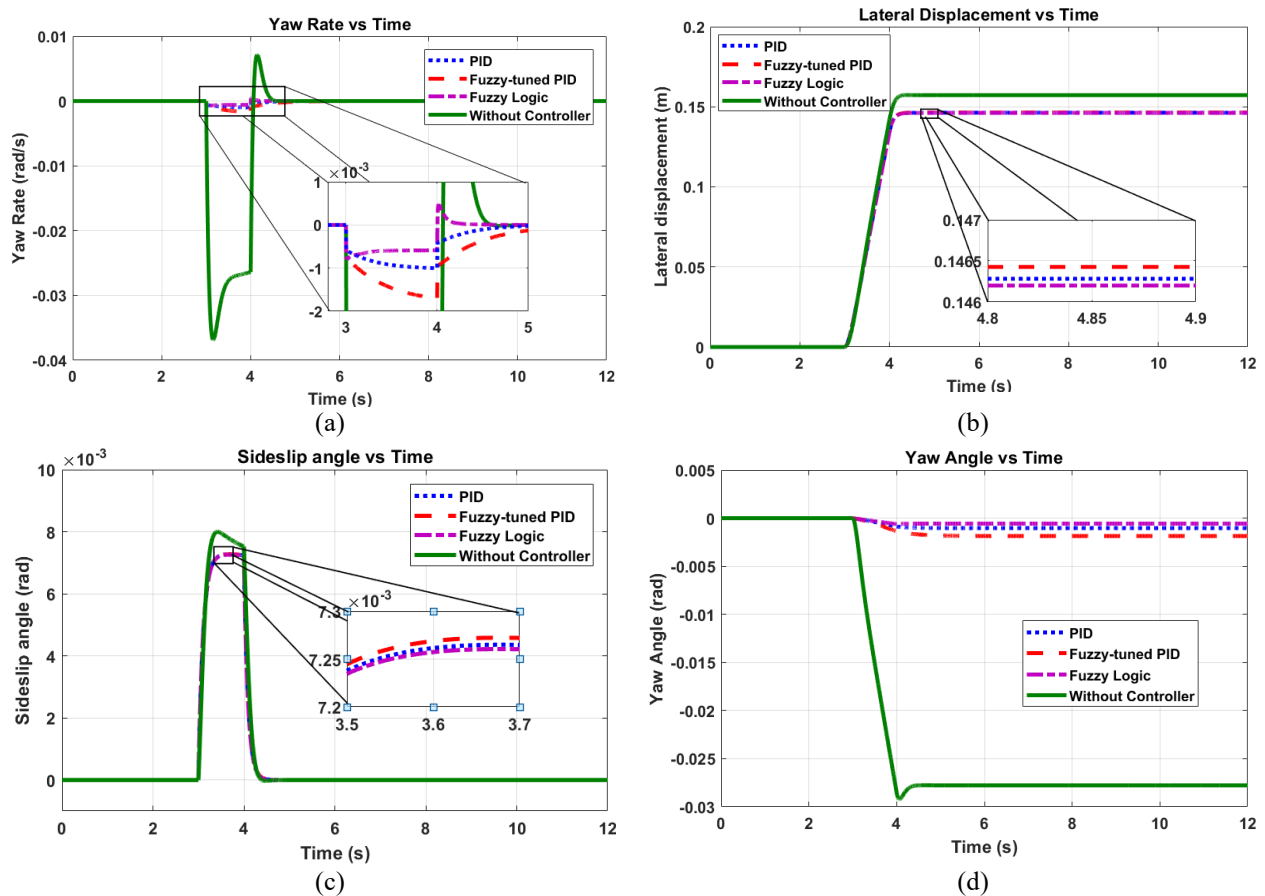 Yaw Rate vs Time
0.01
0
-0.01
-0.02
-0.03
-0.04
Yaw Rate (rad/s)
PID
Fuzzy-tuned PID
Fuzzy Logic
Without Controller
× 10⁻³
1
0
-1
-2
3 4 5
0 2 4 6 8 10 12
Time (s)
(a)
Lateral Displacement vs Time
0.2
0.15
0.1
0.05
0
Lateral displacement (m)
PID
Fuzzy-tuned PID
Fuzzy Logic
Without Controller
0.147
0.1465
0.146
4.8 4.85 4.9
0 2 4 6 8 10 12
Time (s)
(b)
Sideslip angle vs Time
×10⁻³
10
8
6
4
2
0
Sideslip angle (rad)
PID
Fuzzy-tuned PID
Fuzzy Logic
Without Controller
×10⁻³
7.3
7.25
7.2
3.5 3.6 3.7
0 2 4 6 8 10 12
Time (s)
(c)
Yaw Angle vs Time
0.005
0
-0.005
-0.01
-0.015
-0.02
-0.025
-0.03
Yaw Angle (rad)
PID
Fuzzy-tuned PID
Fuzzy Logic
Without Controller
0 2 4 6 8 10 12
Time (s)
(d)